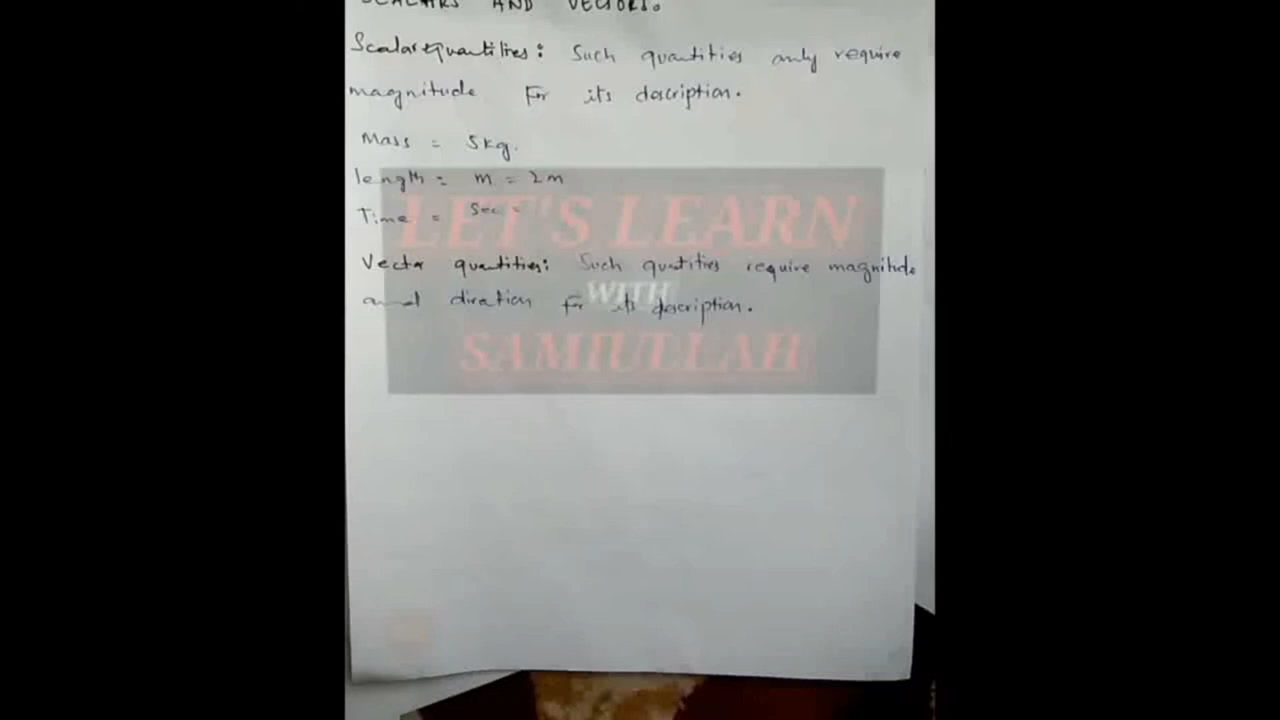 SCALARS AND VECTORS.
Scalar quantities: Such quantities only require
magnitude for its description.
Mass = 5kg.
length = m = 2m
Time = Sec =
Vector quantities: Such quantities require magnitude
and diration for its description.
LET'S LEARN
WITH
SAMIULLAH